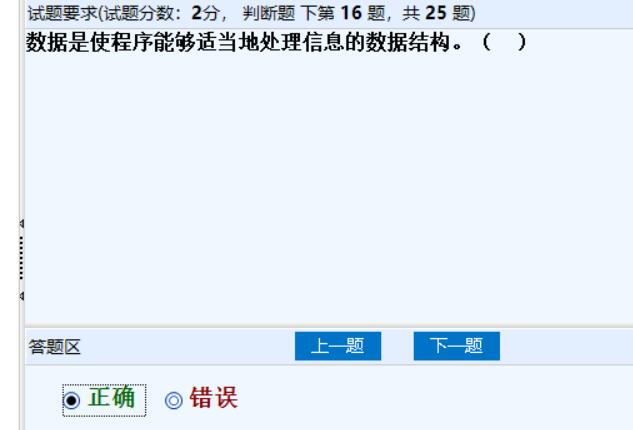 试题要求(试题分数：2分， 判断题 下第 16 题，共 25 题)
数据是使程序能够适当地处理信息的数据结构。（ ）
答题区
上一题
下一题
正确
错误